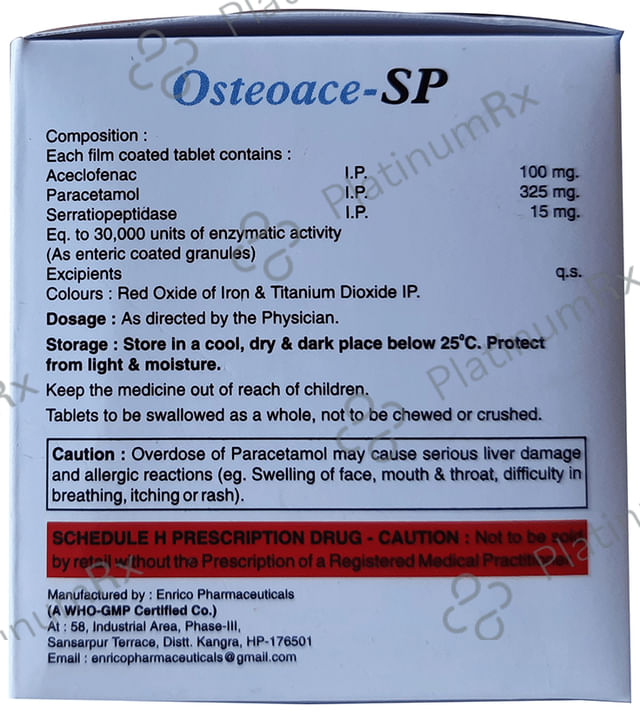 Osteoace-SP
Composition :
Each film coated tablet contains :
Aceclofenac I.P. 100 mg.
Paracetamol I.P. 325 mg.
Serratiopeptidase I.P. 15 mg.
Eq. to 30,000 units of enzymatic activity
(As enteric coated granules)
Excipients q.s.
Colours : Red Oxide of Iron & Titanium Dioxide IP.
Dosage : As directed by the Physician.
Storage : Store in a cool, dry & dark place below 25°C. Protect
from light & moisture.
Keep the medicine out of reach of children.
Tablets to be swallowed as a whole, not to be chewed or crushed.
Caution : Overdose of Paracetamol may cause serious liver damage
and allergic reactions (eg. Swelling of face, mouth & throat, difficulty in
breathing, itching or rash).
SCHEDULE H PRESCRIPTION DRUG - CAUTION : Not to be sold
by retail without the Prescription of a Registered Medical Practitioner.
Manufactured by : Enrico Pharmaceuticals
(A WHO-GMP Certified Co.)
At : 58, Industrial Area, Phase-III,
Sansarpur Terrace, Distt. Kangra, HP-176501
Email : enricopharmaceuticals@gmail.com
PlatinumRx
PlatinumRx